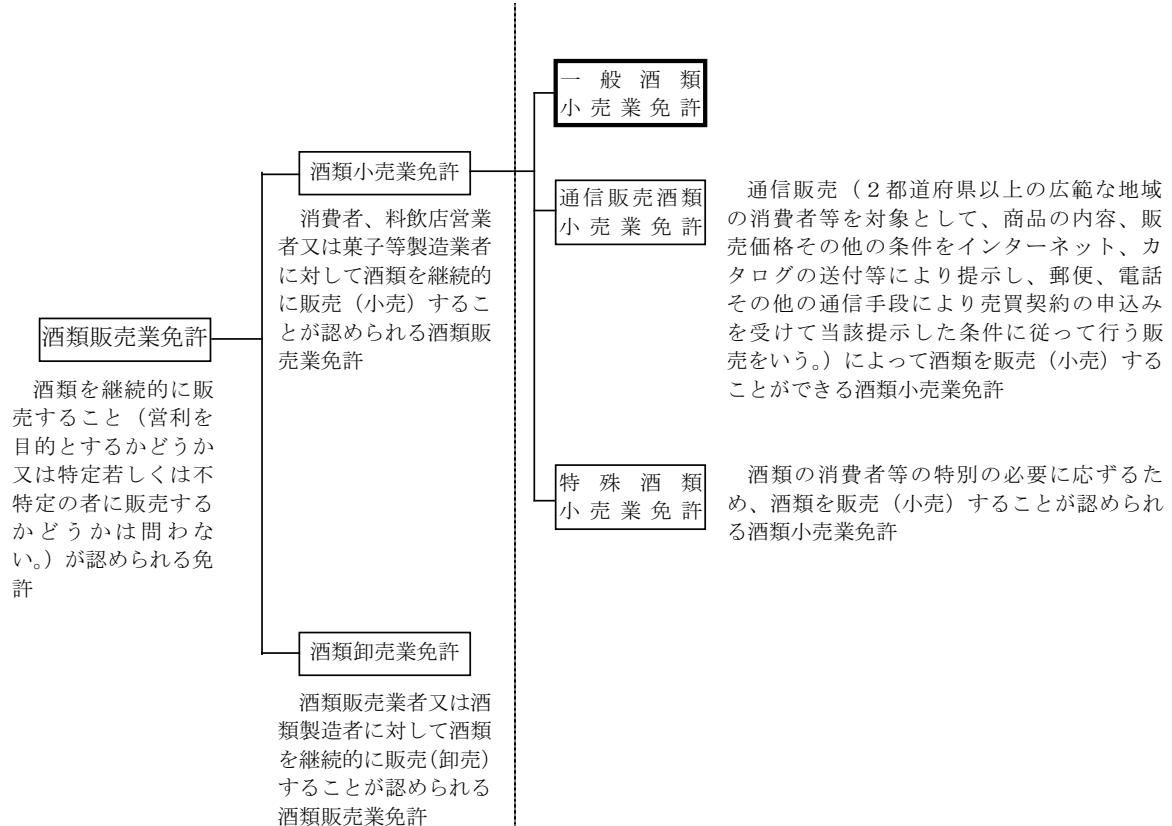 酒類販売業免許
酒類を継続的に販
売すること（営利を
目的とするかどうか
又は特定若しくは不
特定の者に販売する
かどうかは問わな
い。）が認められる免
許
酒類小売業免許
消費者、料飲店営業
者又は菓子等製造業者
に対して酒類を継続的
に販売（小売）するこ
とが認められる酒類販
売業免許
酒類卸売業免許
酒類販売業者又は酒
類製造者に対して酒類
を継続的に販売(卸売)
することが認められる
酒類販売業免許
一般酒類
小売業免許
通信販売酒類
小売業免許
通信販売（２都道府県以上の広範な地域
の消費者等を対象として、商品の内容、販
売価格その他の条件をインターネット、カ
タログの送付等により提示し、郵便、電話
その他の通信手段により売買契約の申込み
を受けて当該提示した条件に従って行う販
売をいう。）によって酒類を販売（小売）する
ことができる酒類小売業免許
特殊酒類
小売業免許
酒類の消費者等の特別の必要に応ずるた
め、酒類を販売（小売）することが認められ
る酒類小売業免許